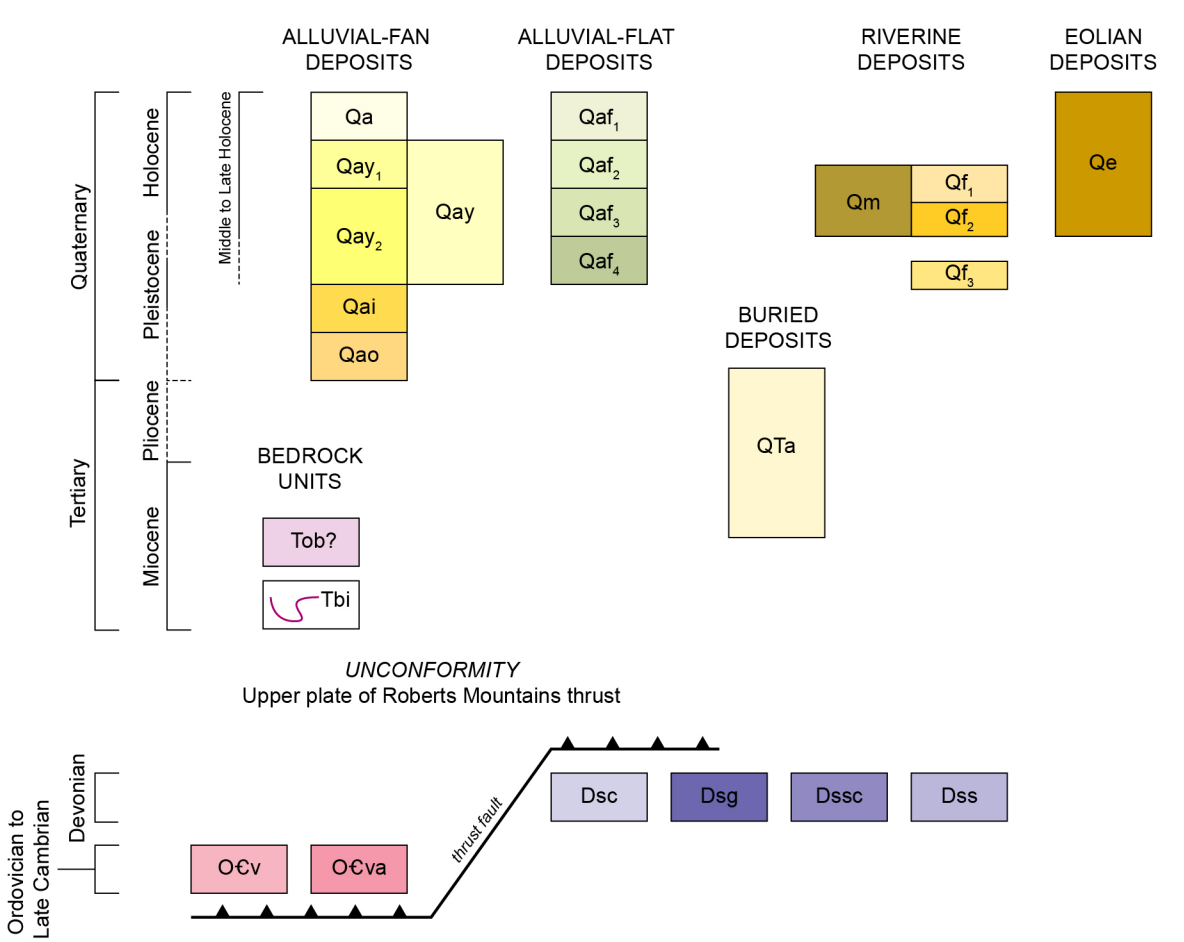 ALLUVIAL-FAN
DEPOSITS
ALLUVIAL-FLAT
DEPOSITS
RIVERINE
DEPOSITS
EOLIAN
DEPOSITS
Quaternary
Tertiary
Holocene
Pleistocene
Pliocene
Miocene
Middle to Late Holocene
Qa
Qay1
Qay2
Qay
Qai
Qao
Qaf1
Qaf2
Qaf3
Qaf4
Qm
Qf1
Qf2
Qf3
Qe
BURIED
DEPOSITS
QTa
BEDROCK
UNITS
Tob?
Tbi
UNCONFORMITY
Upper plate of Roberts Mountains thrust
thrust fault
Devonian
Dsc
Dsg
Dssc
Dss
Ordovician to
Late Cambrian
O€v
O€va